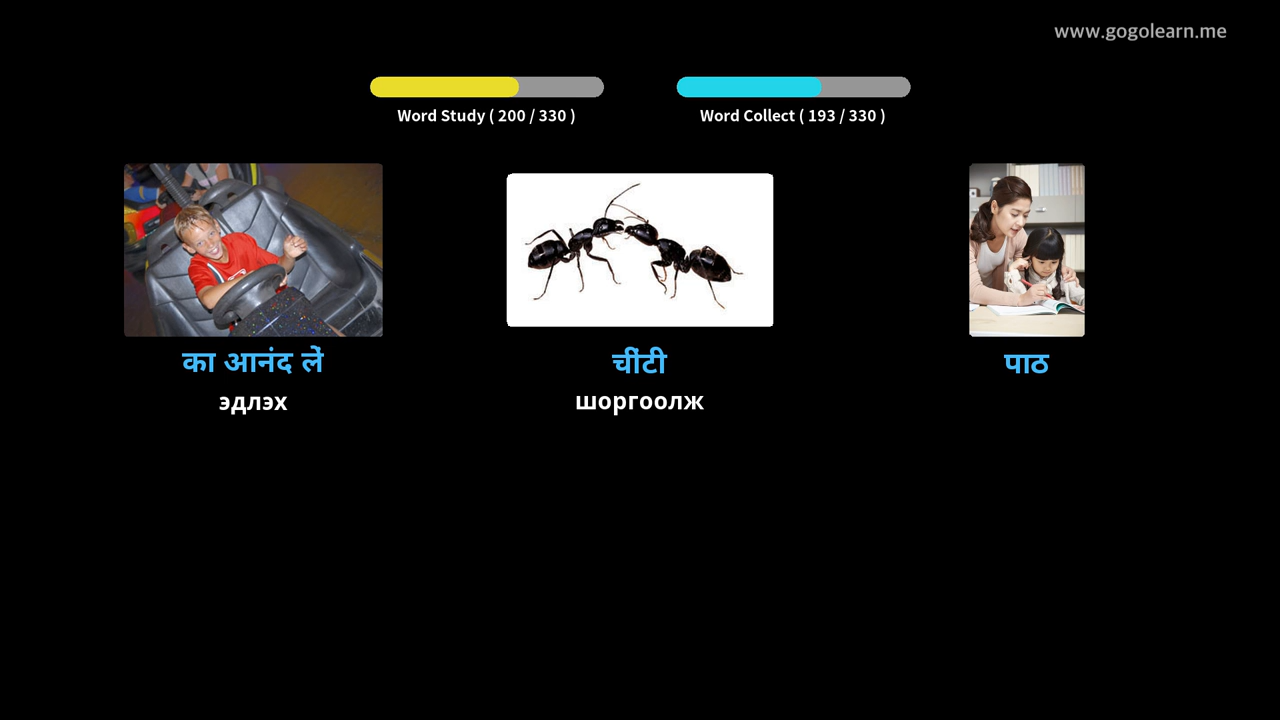 www.gogolearn.me
Word Study ( 200 / 330 )
Word Collect ( 193 / 330 )
का आनंद लें
चींटी
पाठ
эдлэх
шоргоолж